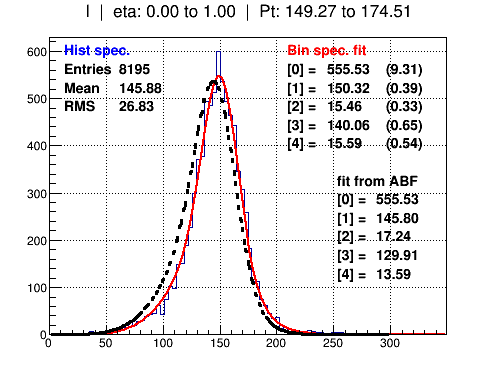 I | eta: 0.00 to 1.00 | Pt: 149.27 to 174.51
Hist spec.
Entries 8195
Mean 145.88
RMS 26.83
Bin spec. fit
[0] = 555.53 (9.31)
[1] = 150.32 (0.39)
[2] = 15.46 (0.33)
[3] = 140.06 (0.65)
[4] = 15.59 (0.54)
fit from ABF
[0] = 555.53
[1] = 145.80
[2] = 17.24
[3] = 129.91
[4] = 13.59
600
500
400
300
200
100
0
0 50 100 150 200 250 300